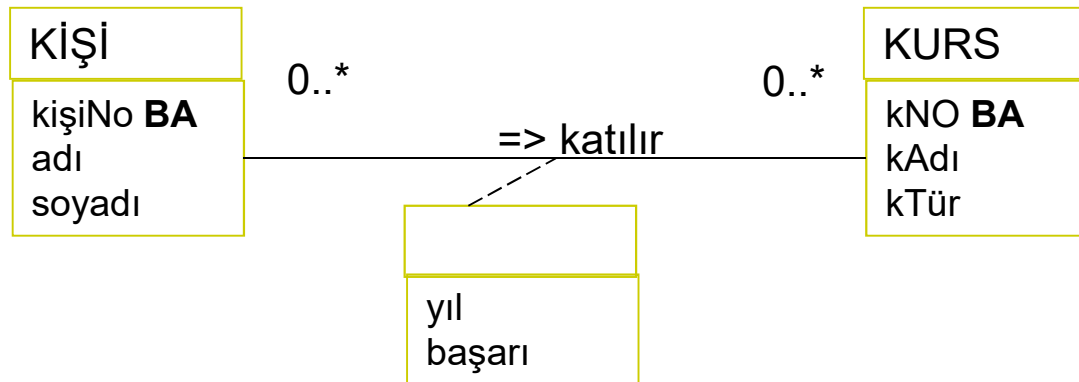 KİŞİ
kişiNo BA
adı
soyadı
0..*
=> katılır
0..*
KURS
kNO BA
kAdı
kTür
yıl
başarı